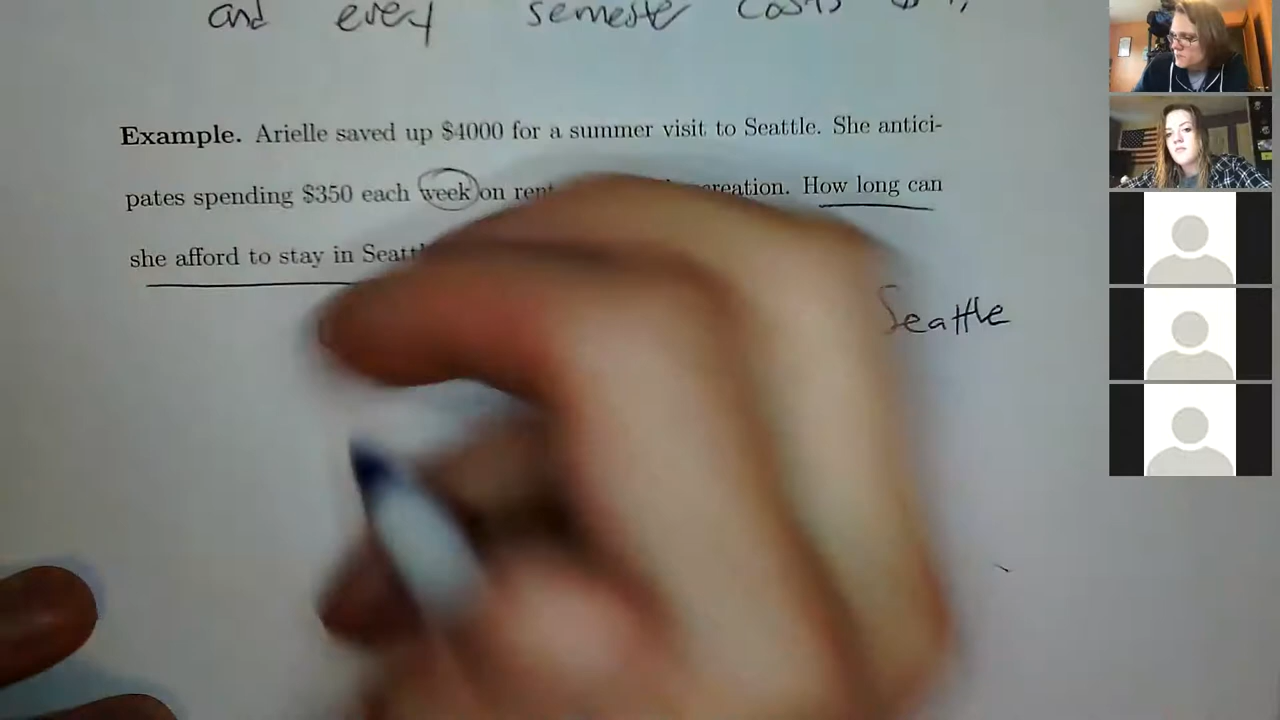 and every semester costs
Example. Arielle saved up $4000 for a summer visit to Seattle. She antici-
pates spending $350 each week on rent How long can
she afford to stay in
Seattle